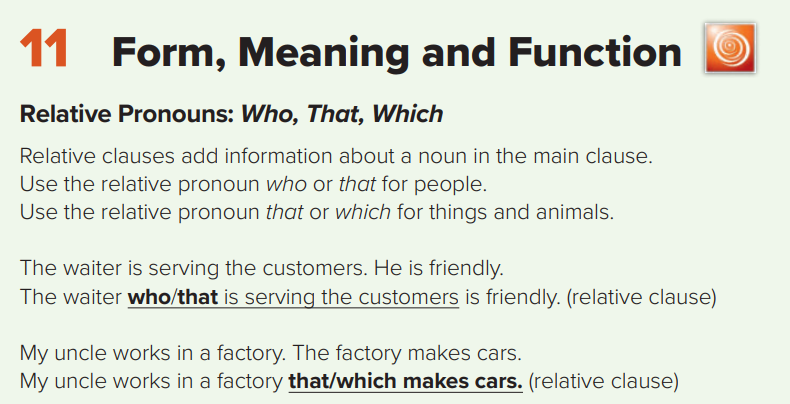 11 Form, Meaning and Function
Relative Pronouns: Who, That, Which
Relative clauses add information about a noun in the main clause.
Use the relative pronoun who or that for people.
Use the relative pronoun that or which for things and animals.
The waiter is serving the customers. He is friendly.
The waiter who/that is serving the customers is friendly. (relative clause)
My uncle works in a factory. The factory makes cars.
My uncle works in a factory that/which makes cars. (relative clause)